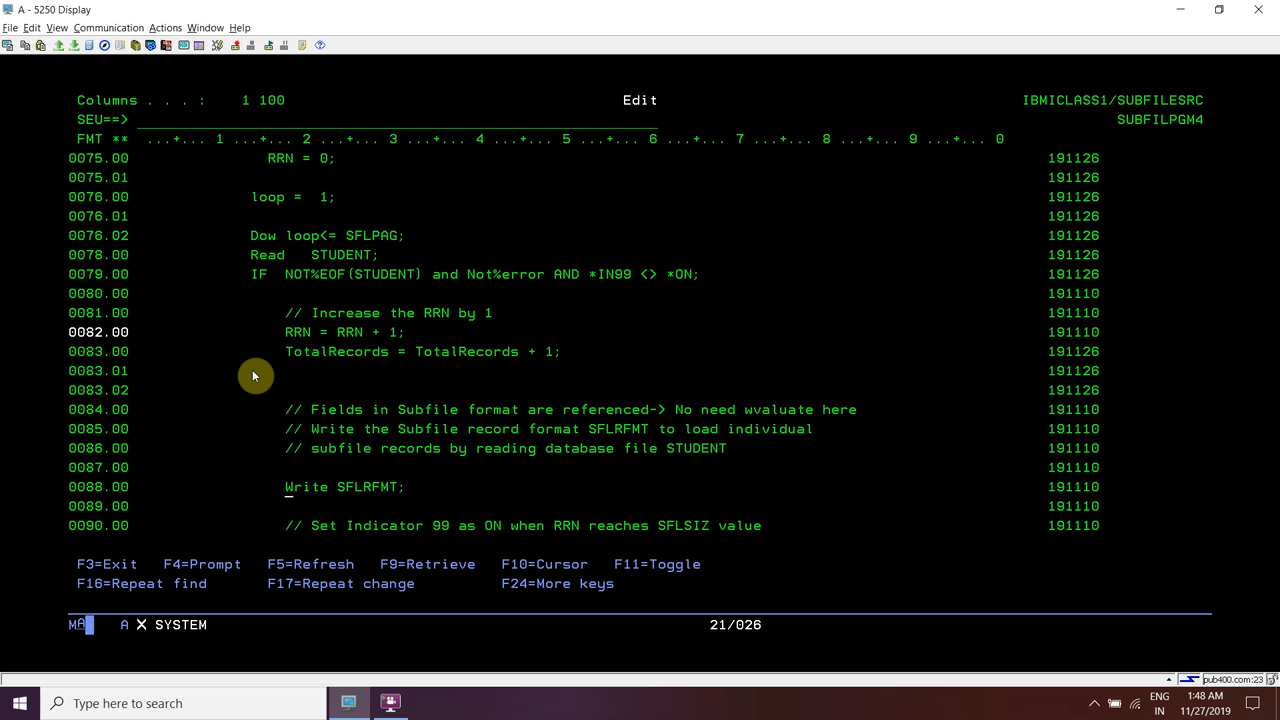 A - 5250 Display
File Edit View Communication Actions Window Help
Columns . . . : 1 100 Edit IBMICLASS1/SUBFILESRC
SEU==> SUBFILPGM4
FMT ** ...+... 1 ...+... 2 ...+... 3 ...+... 4 ...+... 5 ...+... 6 ...+... 7 ...+... 8 ...+... 9 ...+... 0
0075.00 RRN = 0; 191126
0075.01 191126
0076.00 loop = 1; 191126
0076.01 191126
0076.02 Dow loop<= SFLPAG; 191126
0078.00 Read STUDENT; 191126
0079.00 IF NOT%EOF(STUDENT) and Not%error AND *IN99 <> *ON; 191126
0080.00 191110
0081.00 // Increase the RRN by 1 191110
0082.00 RRN = RRN + 1; 191110
0083.00 TotalRecords = TotalRecords + 1; 191126
0083.01 191126
0083.02 191126
0084.00 // Fields in Subfile format are referenced-> No need wvaluate here 191110
0085.00 // Write the Subfile record format SFLRFMT to load individual 191110
0086.00 // subfile records by reading database file STUDENT 191110
0087.00 191110
0088.00 Write SFLRFMT; 191110
0089.00 191110
0090.00 // Set Indicator 99 as ON when RRN reaches SFLSIZ value 191110
F3=Exit F4=Prompt F5=Refresh F9=Retrieve F10=Cursor F11=Toggle
F16=Repeat find F17=Repeat change F24=More keys
MA A X SYSTEM 21/026
pub400.com:23
Type here to search
ENG
IN
1:48 AM
11/27/2019